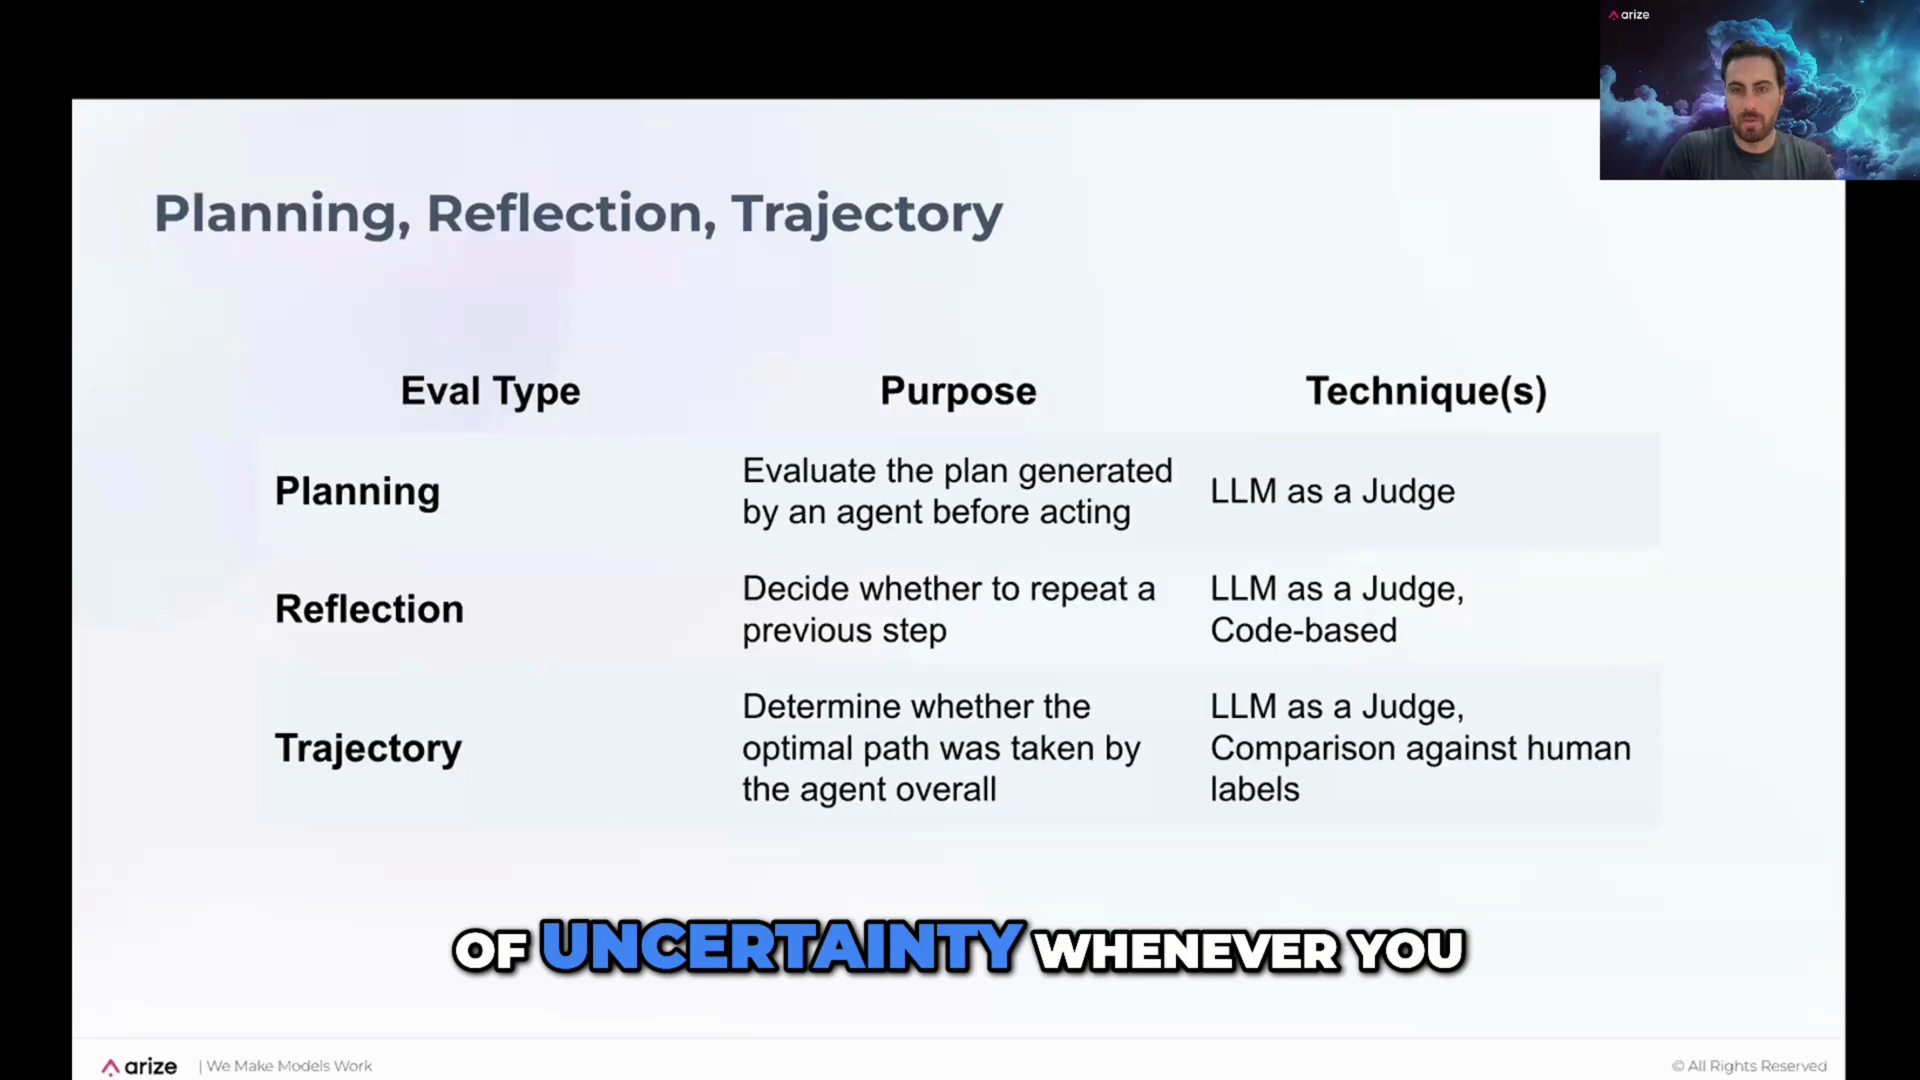 arize
Planning, Reflection, Trajectory
Eval Type
Purpose
Technique(s)
Planning
Evaluate the plan generated
by an agent before acting
LLM as a Judge
Reflection
Decide whether to repeat a
previous step
LLM as a Judge,
Code-based
Trajectory
Determine whether the
optimal path was taken by
the agent overall
LLM as a Judge,
Comparison against human
labels
OF UNCERTAINTY WHENEVER YOU
arize | We Make Models Work
© All Rights Reserved